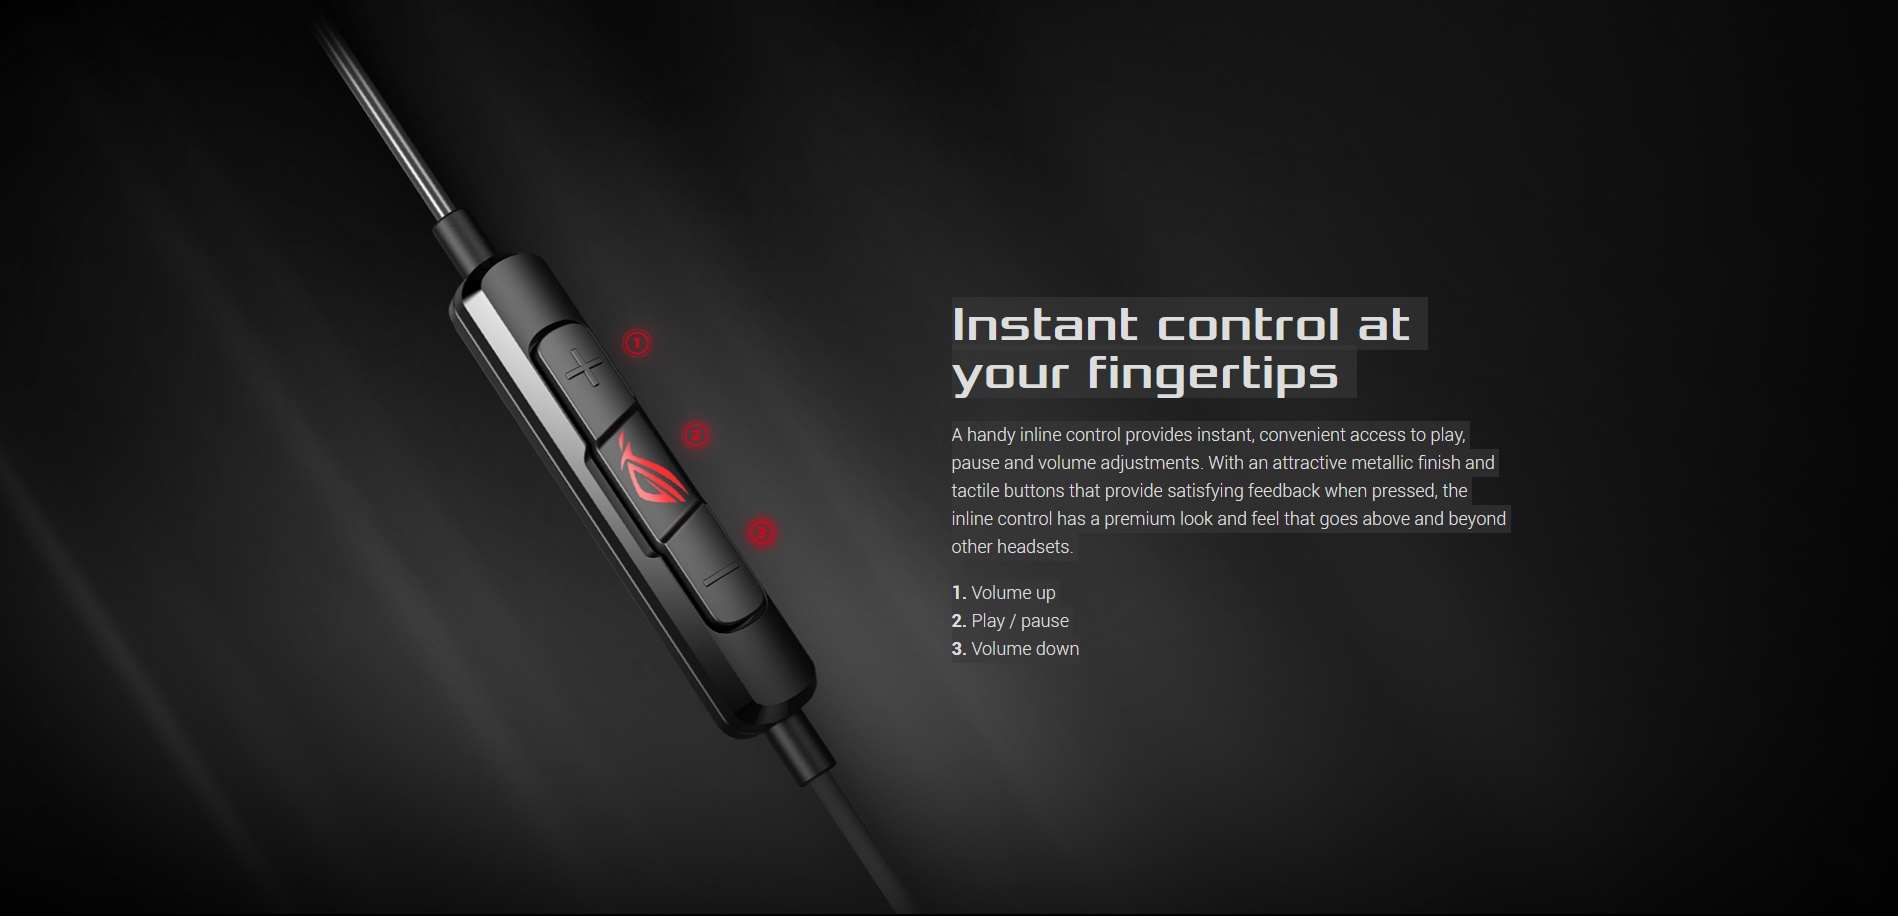 Instant control at
your fingertips
A handy inline control provides instant, convenient access to play,
pause and volume adjustments. With an attractive metallic finish and
tactile buttons that provide satisfying feedback when pressed, the
inline control has a premium look and feel that goes above and beyond
other headsets.
1. Volume up
2. Play / pause
3. Volume down
1
2
3